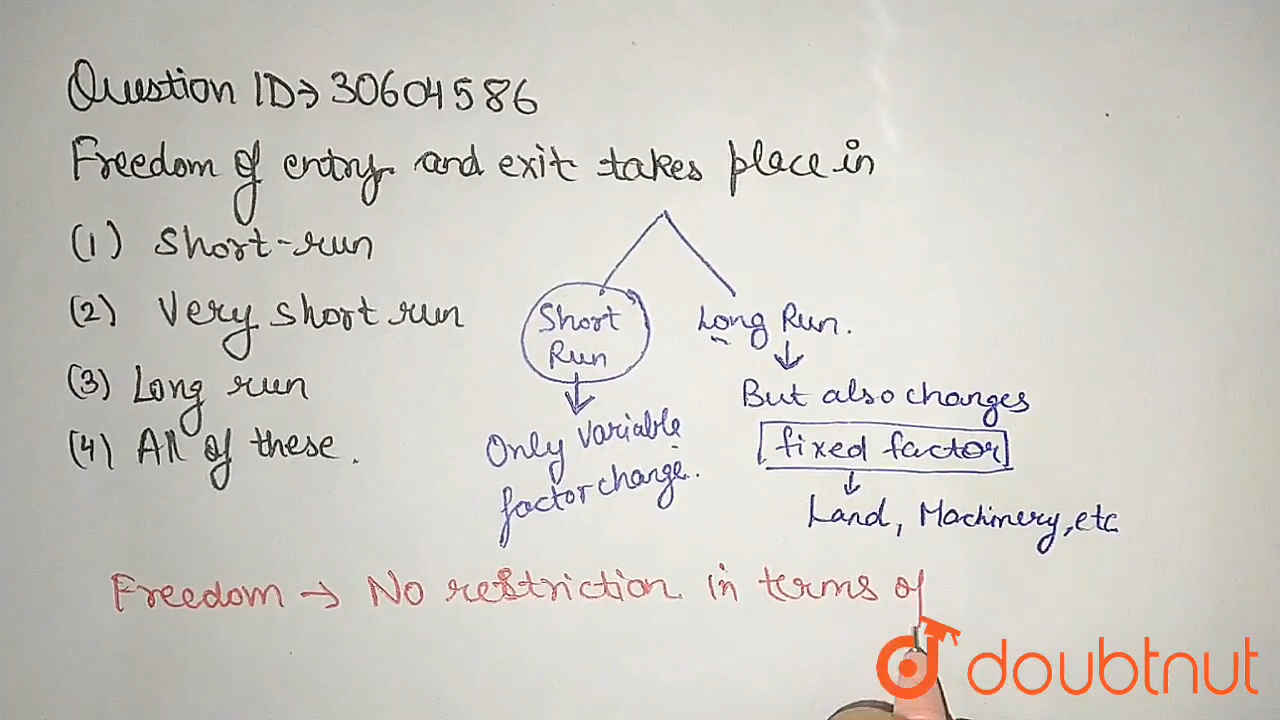 Question ID → 30604586
Freedom of entry and exit takes place in
(1) Short-run
(2) Very short run
(3) Long run
(4) All of these.
Short
Run
Only variable
factor change.
Long Run.
But also changes
fixed factor
Land, Machinery, etc
Freedom → No restriction in terms of
doubtnut